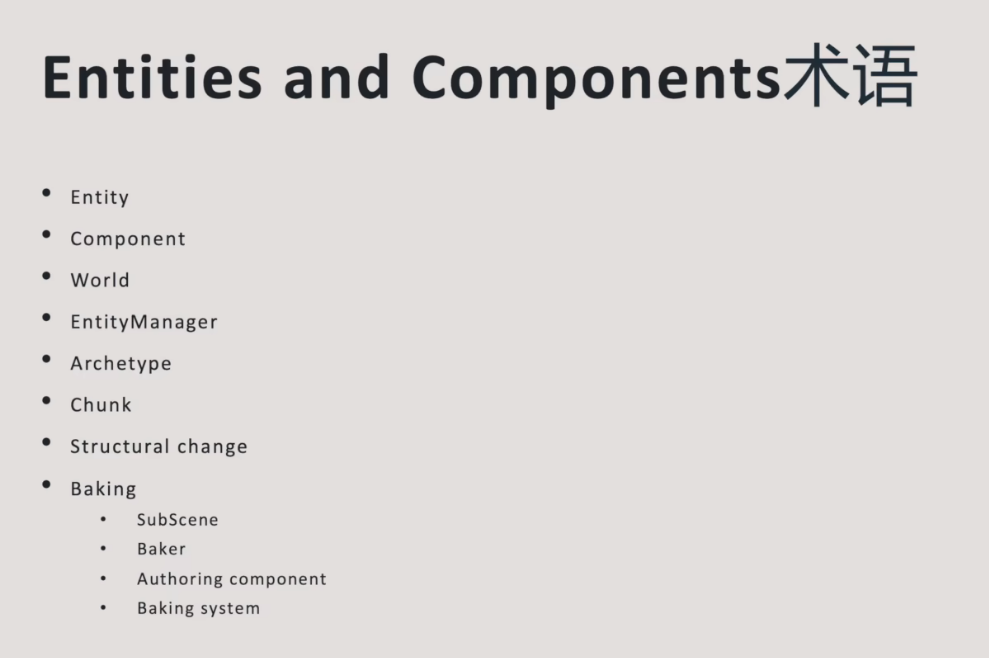 Entities and Components术语
• Entity
• Component
• World
• EntityManager
• Archetype
• Chunk
• Structural change
• Baking
• SubScene
• Baker
• Authoring component
• Baking system